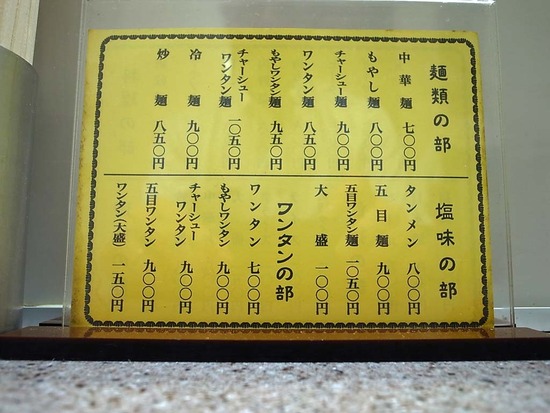 麺類の部
中華麺 七〇〇円
もやし麺 八〇〇円
チャーシュー麺 九〇〇円
ワンタン麺 八五〇円
もやしワンタン麺 九五〇円
チャーシューワンタン麺 一〇五〇円
冷麺 九〇〇円
炒麺 八五〇円
塩味の部
タンメン 八〇〇円
五目麺 九〇〇円
五目ワンタン麺 一〇五〇円
大盛 一〇〇円
ワンタンの部
ワンタン 七〇〇円
もやしワンタン 九〇〇円
チャーシューワンタン 九〇〇円
五目ワンタン 九〇〇円
ワンタン(大盛) 一五〇円